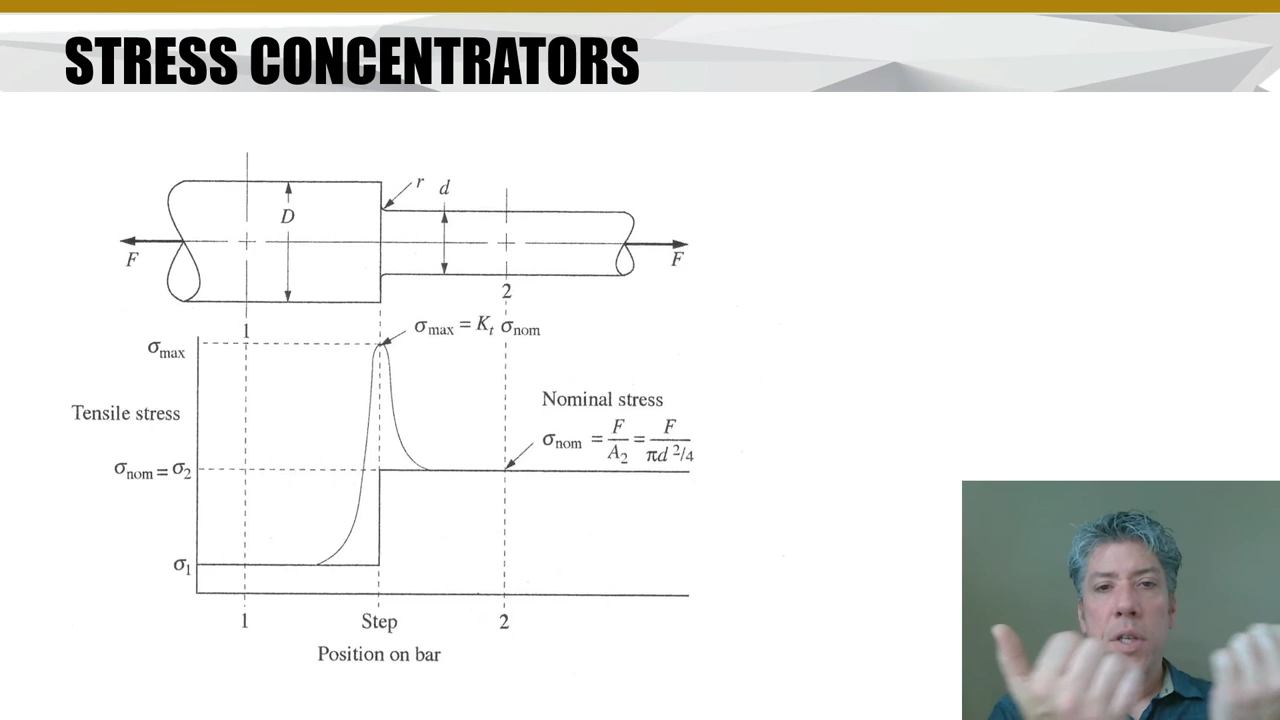 STRESS CONCENTRATORS
r
d
D
F
F
2
1
σmax = Kt σnom
σmax
Nominal stress
Tensile stress
σnom = F/A2 = F/πd²/4
σnom = σ2
σ1
1 Step 2
Position on bar